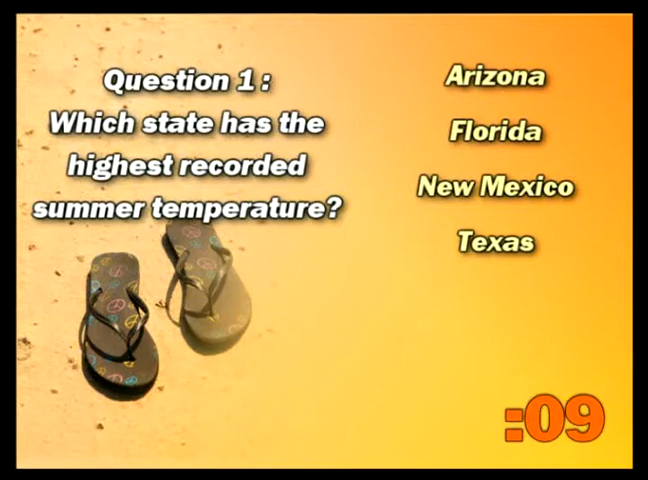 Question 1 :
Which state has the
highest recorded
summer temperature?
Arizona
Florida
New Mexico
Texas
:09